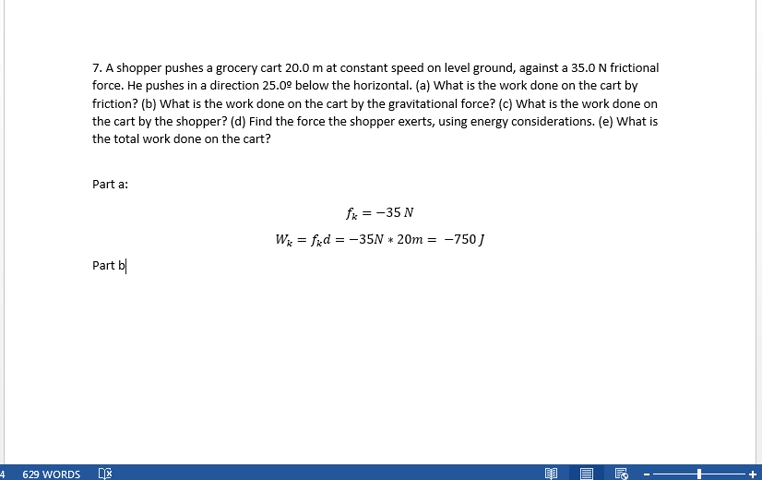 7. A shopper pushes a grocery cart 20.0 m at constant speed on level ground, against a 35.0 N frictional
force. He pushes in a direction 25.0º below the horizontal. (a) What is the work done on the cart by
friction? (b) What is the work done on the cart by the gravitational force? (c) What is the work done on
the cart by the shopper? (d) Find the force the shopper exerts, using energy considerations. (e) What is
the total work done on the cart?
Part a:
fₖ = −35 N
Wₖ = fₖd = −35N * 20m = −750 J
Part b
4 629 WORDS